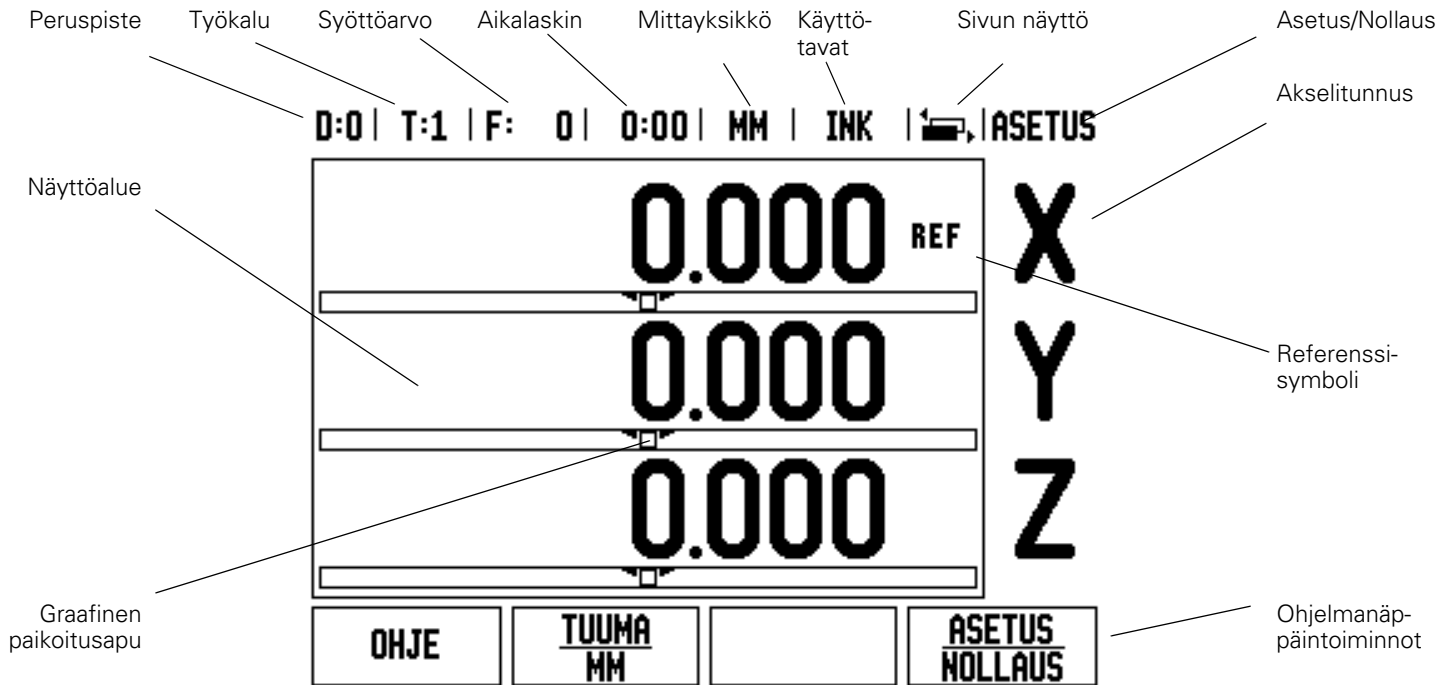 Peruspiste Työkalu Syöttöarvo Aikalaskin Mittayksikkö Käyttö- Sivun näyttö Asetus/Nollaus
tavat
Akselitunnus
D:0 | T:1 | F: 0 | 0:00 | MM | INK | | ASETUS
Näyttöalue
0.000 REF X
0.000 Y
Referenssi-
symboli
0.000 Z
Graafinen
paikoitusapu
Ohjelmanäp-
päintoiminnot
OHJE
TUUMA
MM
ASETUS
NOLLAUS